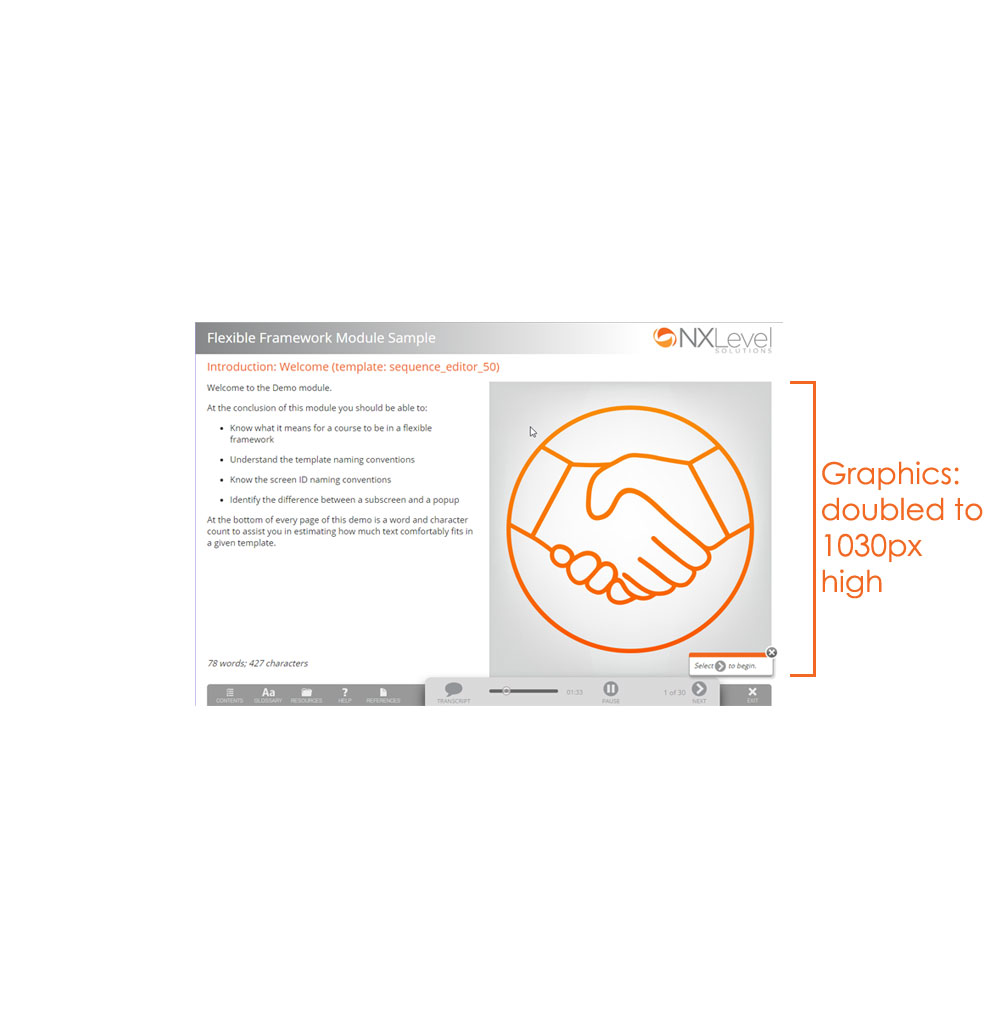 Flexible Framework Module Sample
NXLevel
SOLUTIONS
Introduction: Welcome (template: sequence_editor_50)
Welcome to the Demo module.
At the conclusion of this module you should be able to:
• Know what it means for a course to be in a flexible
framework
• Understand the template naming conventions
• Know the screen ID naming conventions
• Identify the difference between a subscreen and a popup
At the bottom of every page of this demo is a word and character
count to assist you in estimating how much text comfortably fits in
a given template.
78 words; 427 characters
Graphics:
doubled to
1030px
high
Select to begin.
Aa
?
CONTENTS GLOSSARY RESOURCES HELP REFERENCES
TRANSCRIPT
01:33
PAUSE
1 of 30
NEXT
EXIT